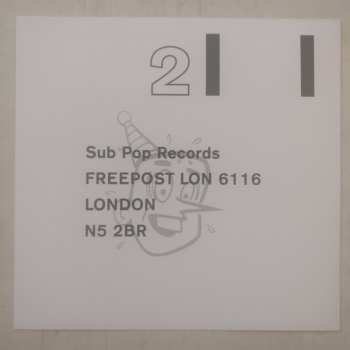 2
Sub Pop Records
FREEPOST LON 6116
LONDON
N5 2BR